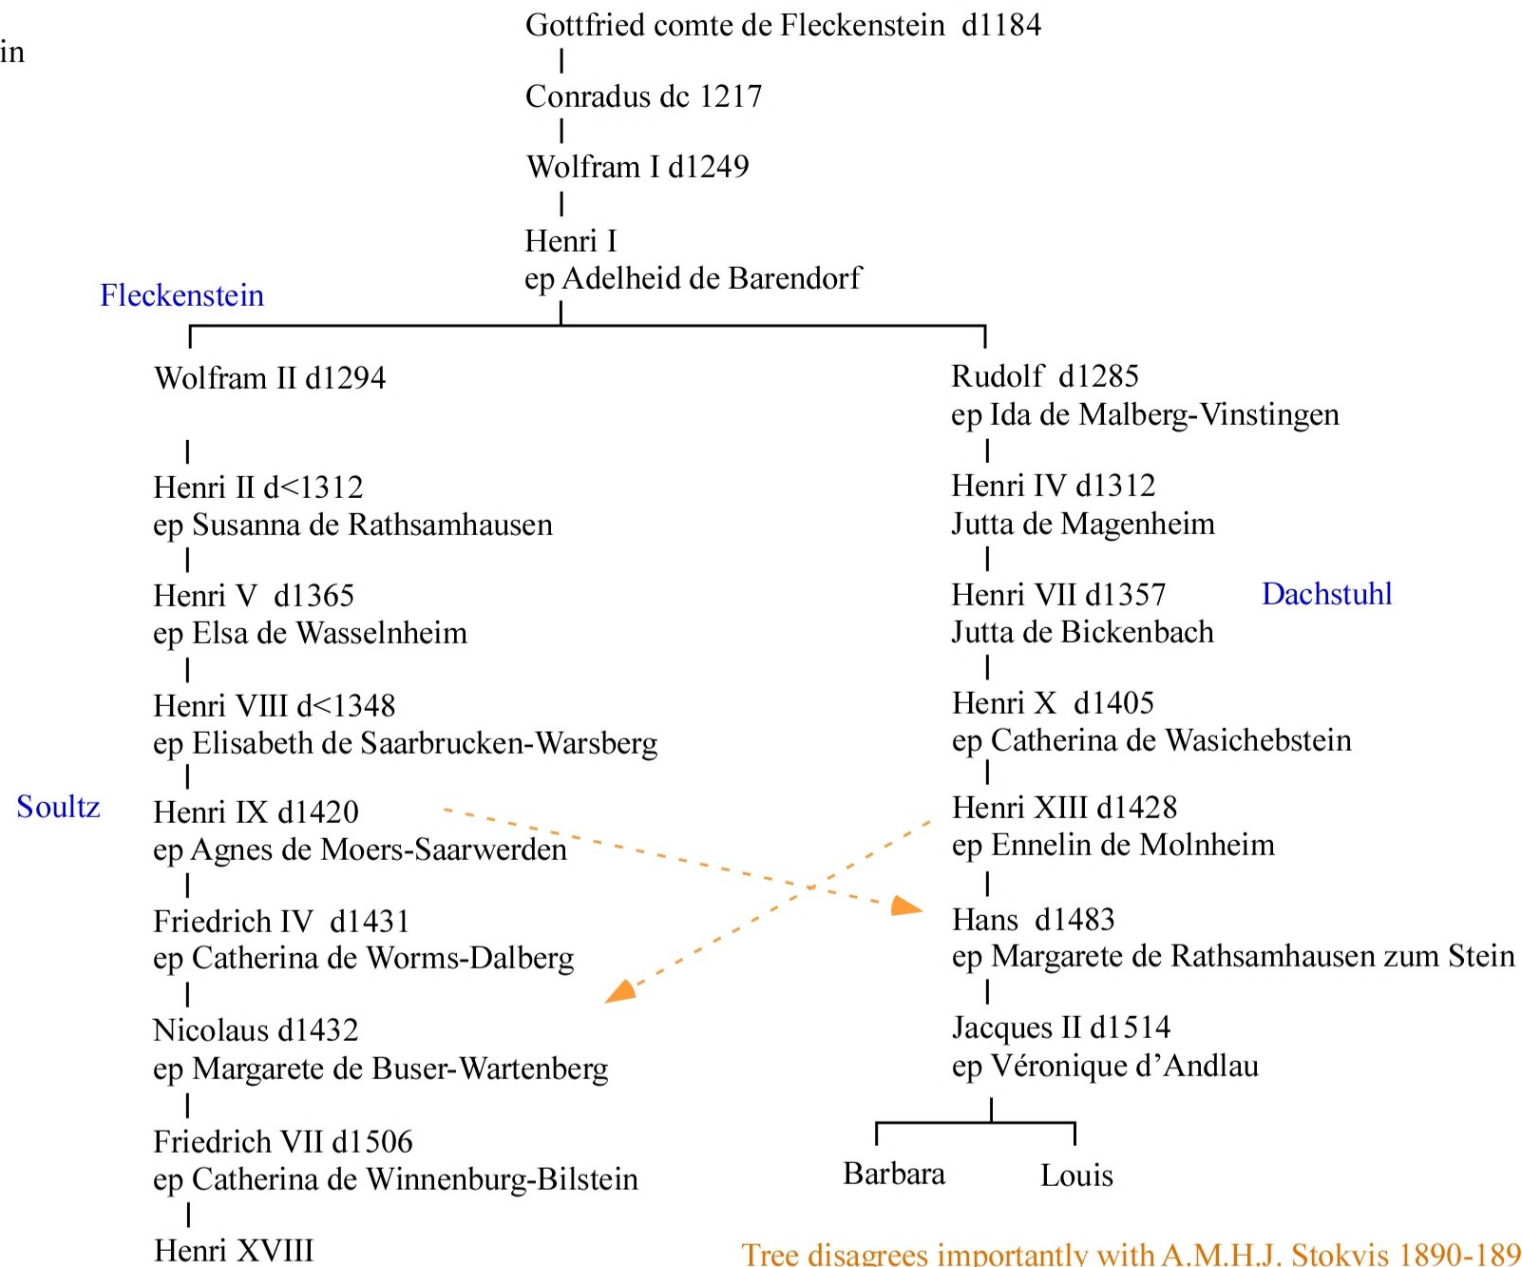 in
Gottfried comte de Fleckenstein d1184
Conradus dc 1217
Wolfram I d1249
Henri I
ep Adelheid de Barendorf
Fleckenstein
Wolfram II d1294
Henri II d<1312
ep Susanna de Rathsamhausen
Henri V d1365
ep Elsa de Wasselnheim
Henri VIII d<1348
ep Elisabeth de Saarbrucken-Warsberg
Soultz
Henri IX d1420
ep Agnes de Moers-Saarwerden
Friedrich IV d1431
ep Catherina de Worms-Dalberg
Nicolaus d1432
ep Margarete de Buser-Wartenberg
Friedrich VII d1506
ep Catherina de Winnenburg-Bilstein
Henri XVIII
Rudolf d1285
ep Ida de Malberg-Vinstingen
Henri IV d1312
Jutta de Magenheim
Henri VII d1357
Dachstuhl
Jutta de Bickenbach
Henri X d1405
ep Catherina de Wasichebstein
Henri XIII d1428
ep Ennelin de Molnheim
Hans d1483
ep Margarete de Rathsamhausen zum Stein
Jacques II d1514
ep Véronique d’Andlau
Barbara
Louis
Tree disagrees importantly with A.M.H.J. Stokvis 1890-189